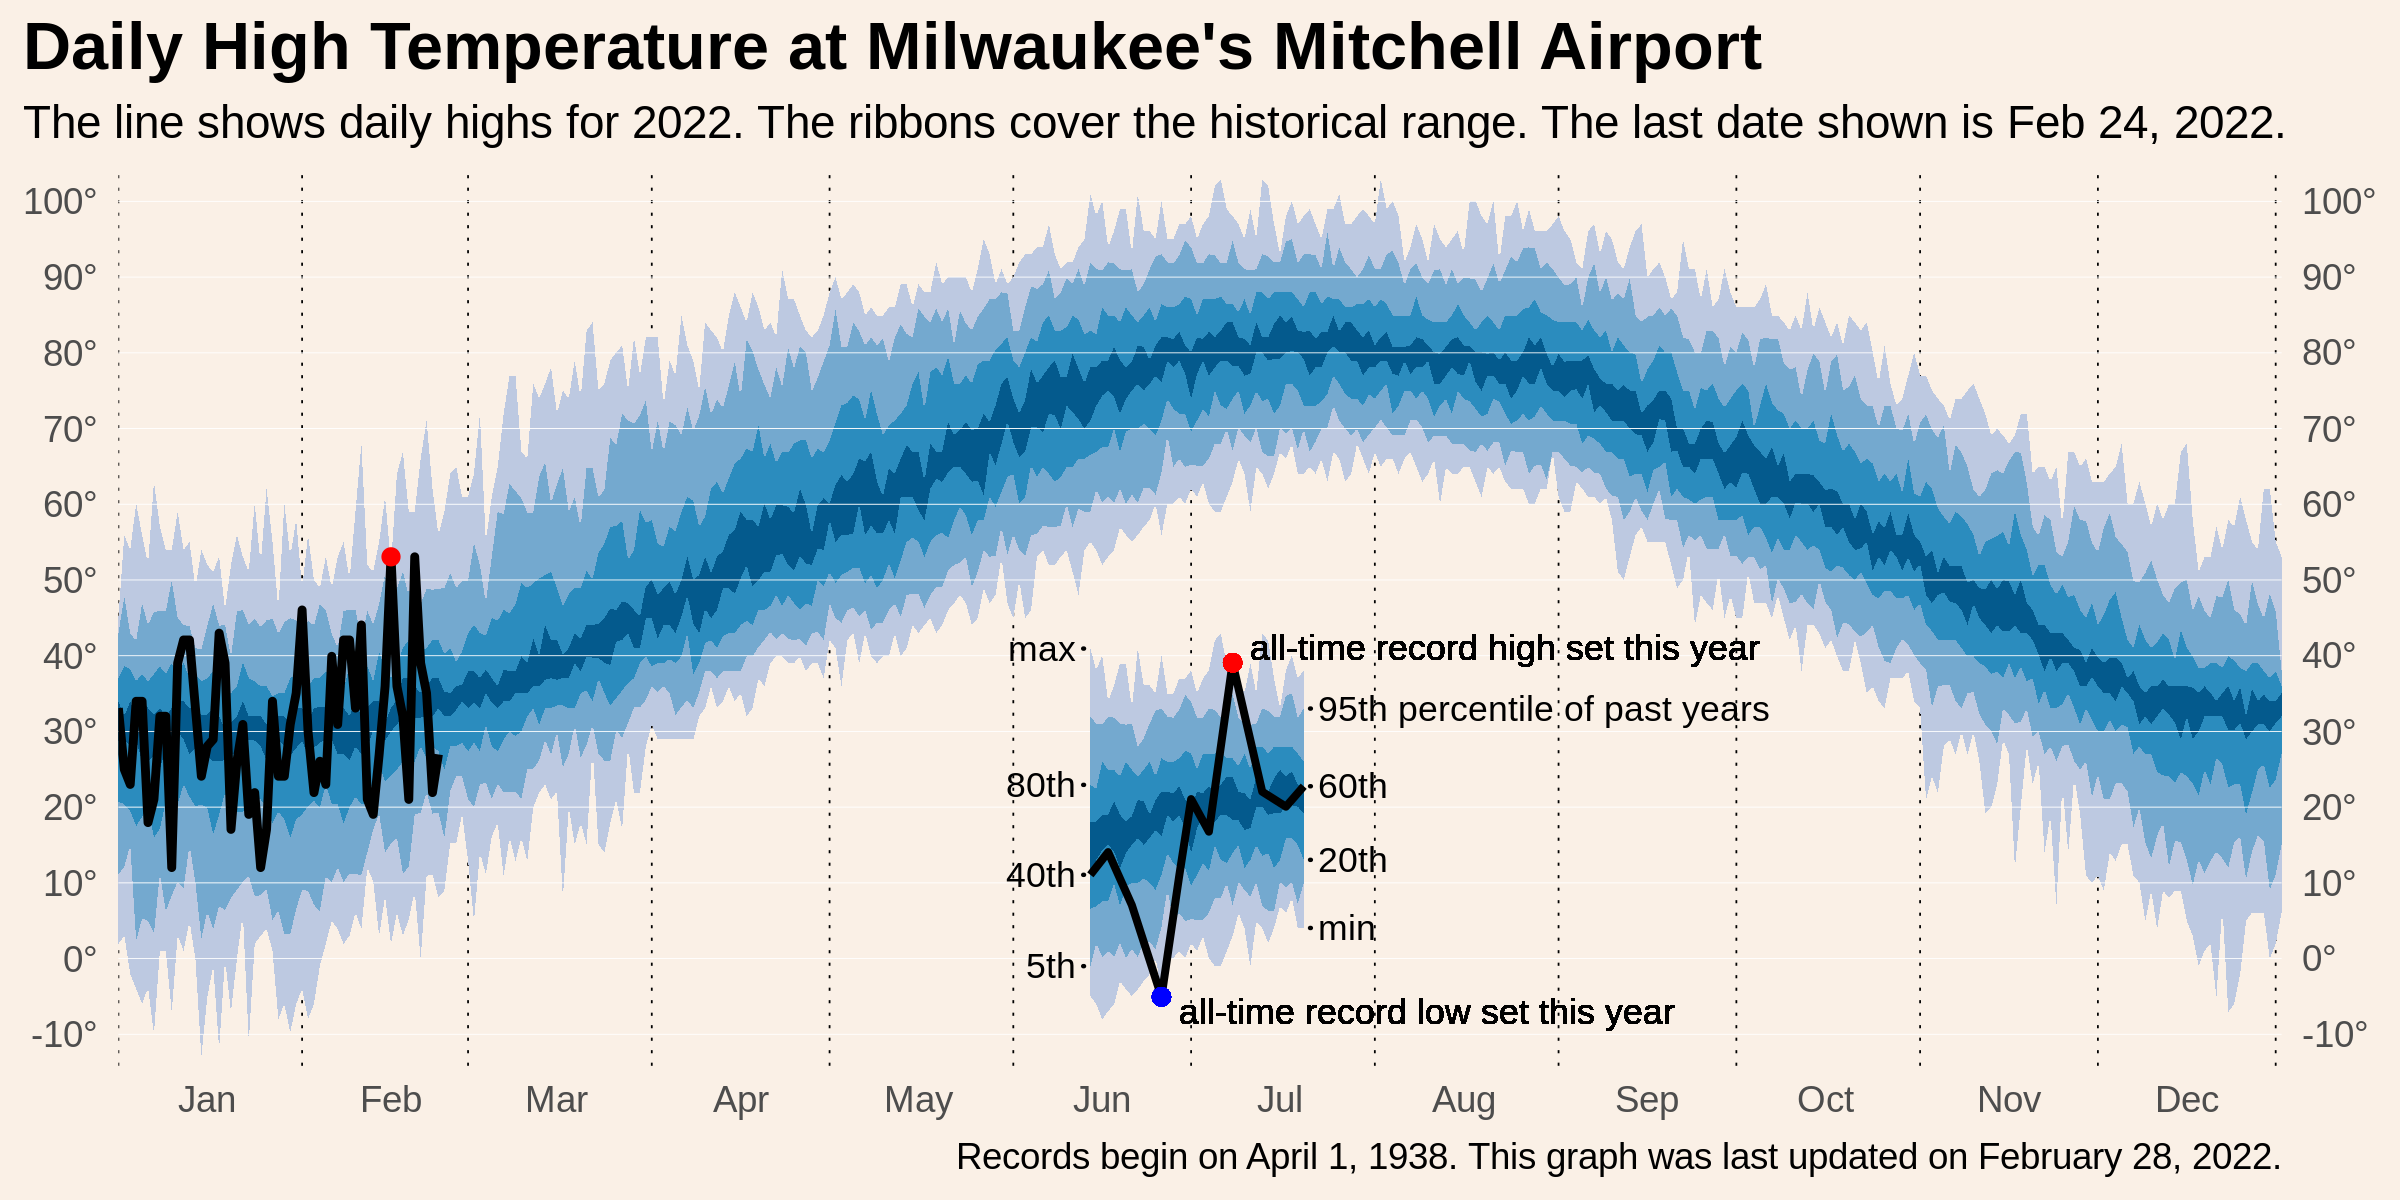 Daily High Temperature at Milwaukee's Mitchell Airport
The line shows daily highs for 2022. The ribbons cover the historical range. The last date shown is Feb 24, 2022.
100° 100°
90° 90°
80° 80°
70° 70°
60° 60°
50° 50°
max all-time record high set this year
40° 40°
95th percentile of past years
30° 30°
80th 60th
20° 20°
40th 20th
10° 10°
min
0° 5th 0°
all-time record low set this year
-10° -10°
Jan Feb Mar Apr May Jun Jul Aug Sep Oct Nov Dec
Records begin on April 1, 1938. This graph was last updated on February 28, 2022.